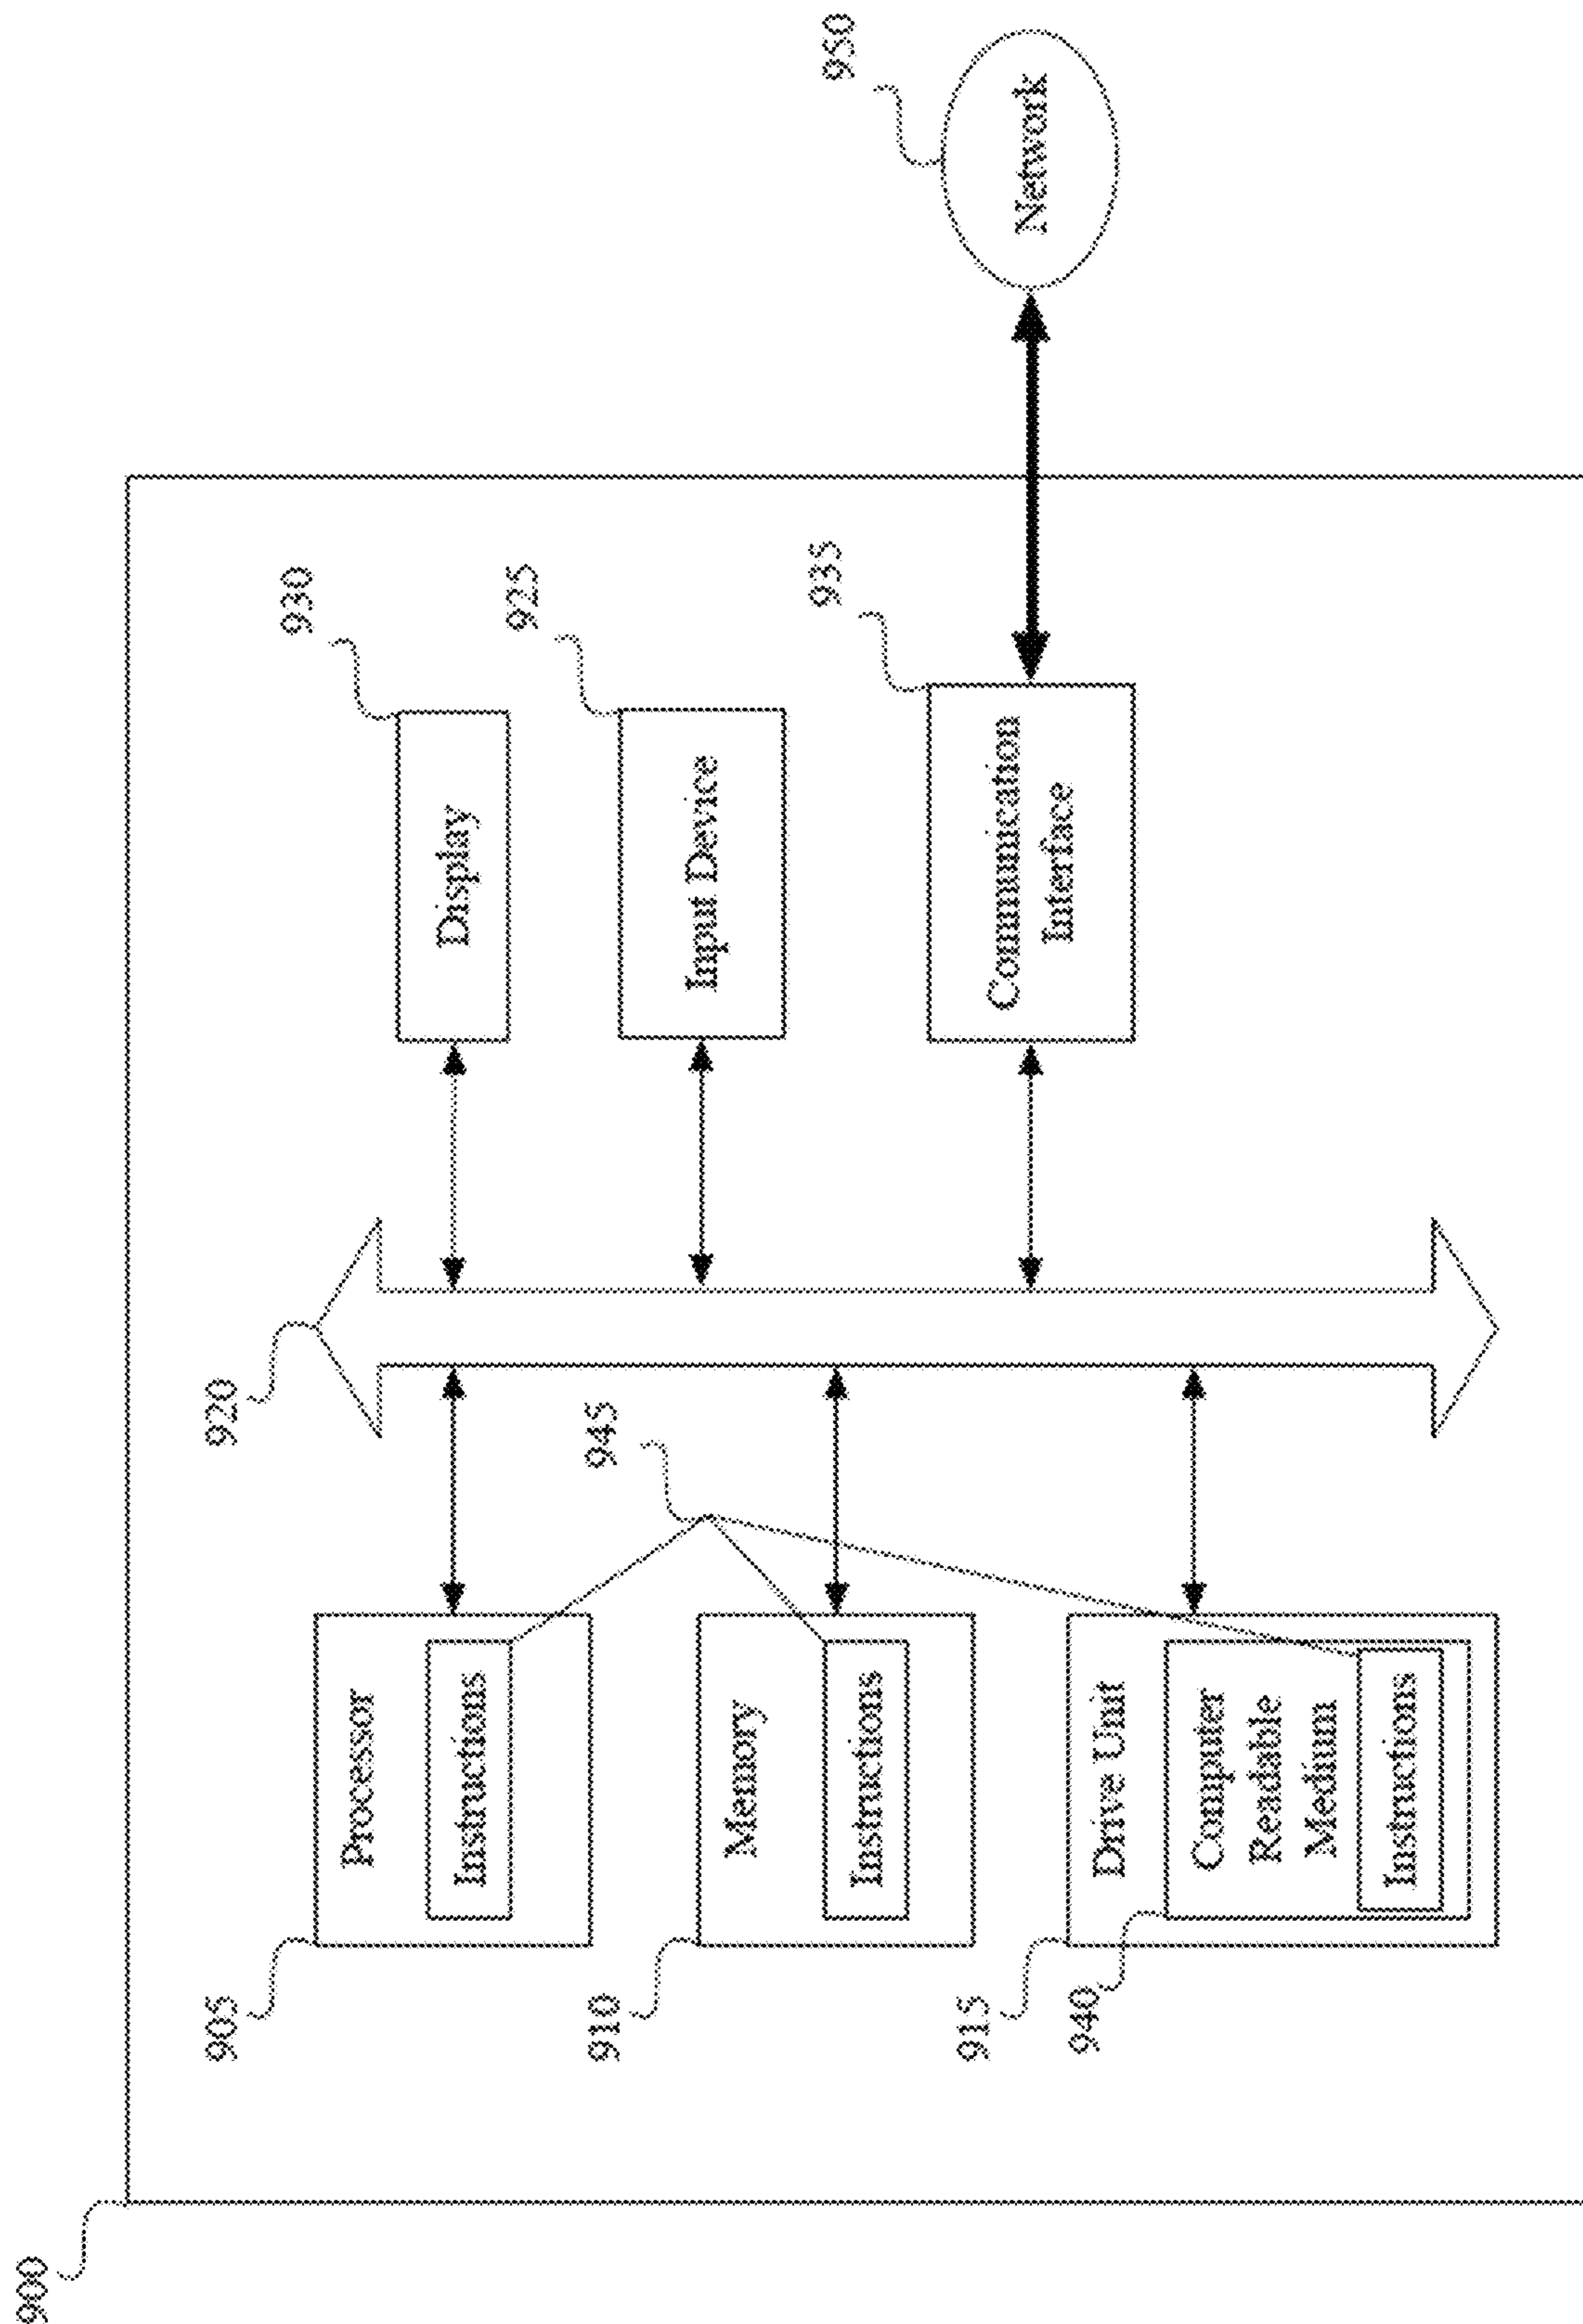 900
920
905
Processor
Instructions
930
Display
945
925
Input Device
910
Memory
Instructions
935
Communication
Interface
950
Network
915
Drive Unit
940
Computer
Readable
Medium
Instructions